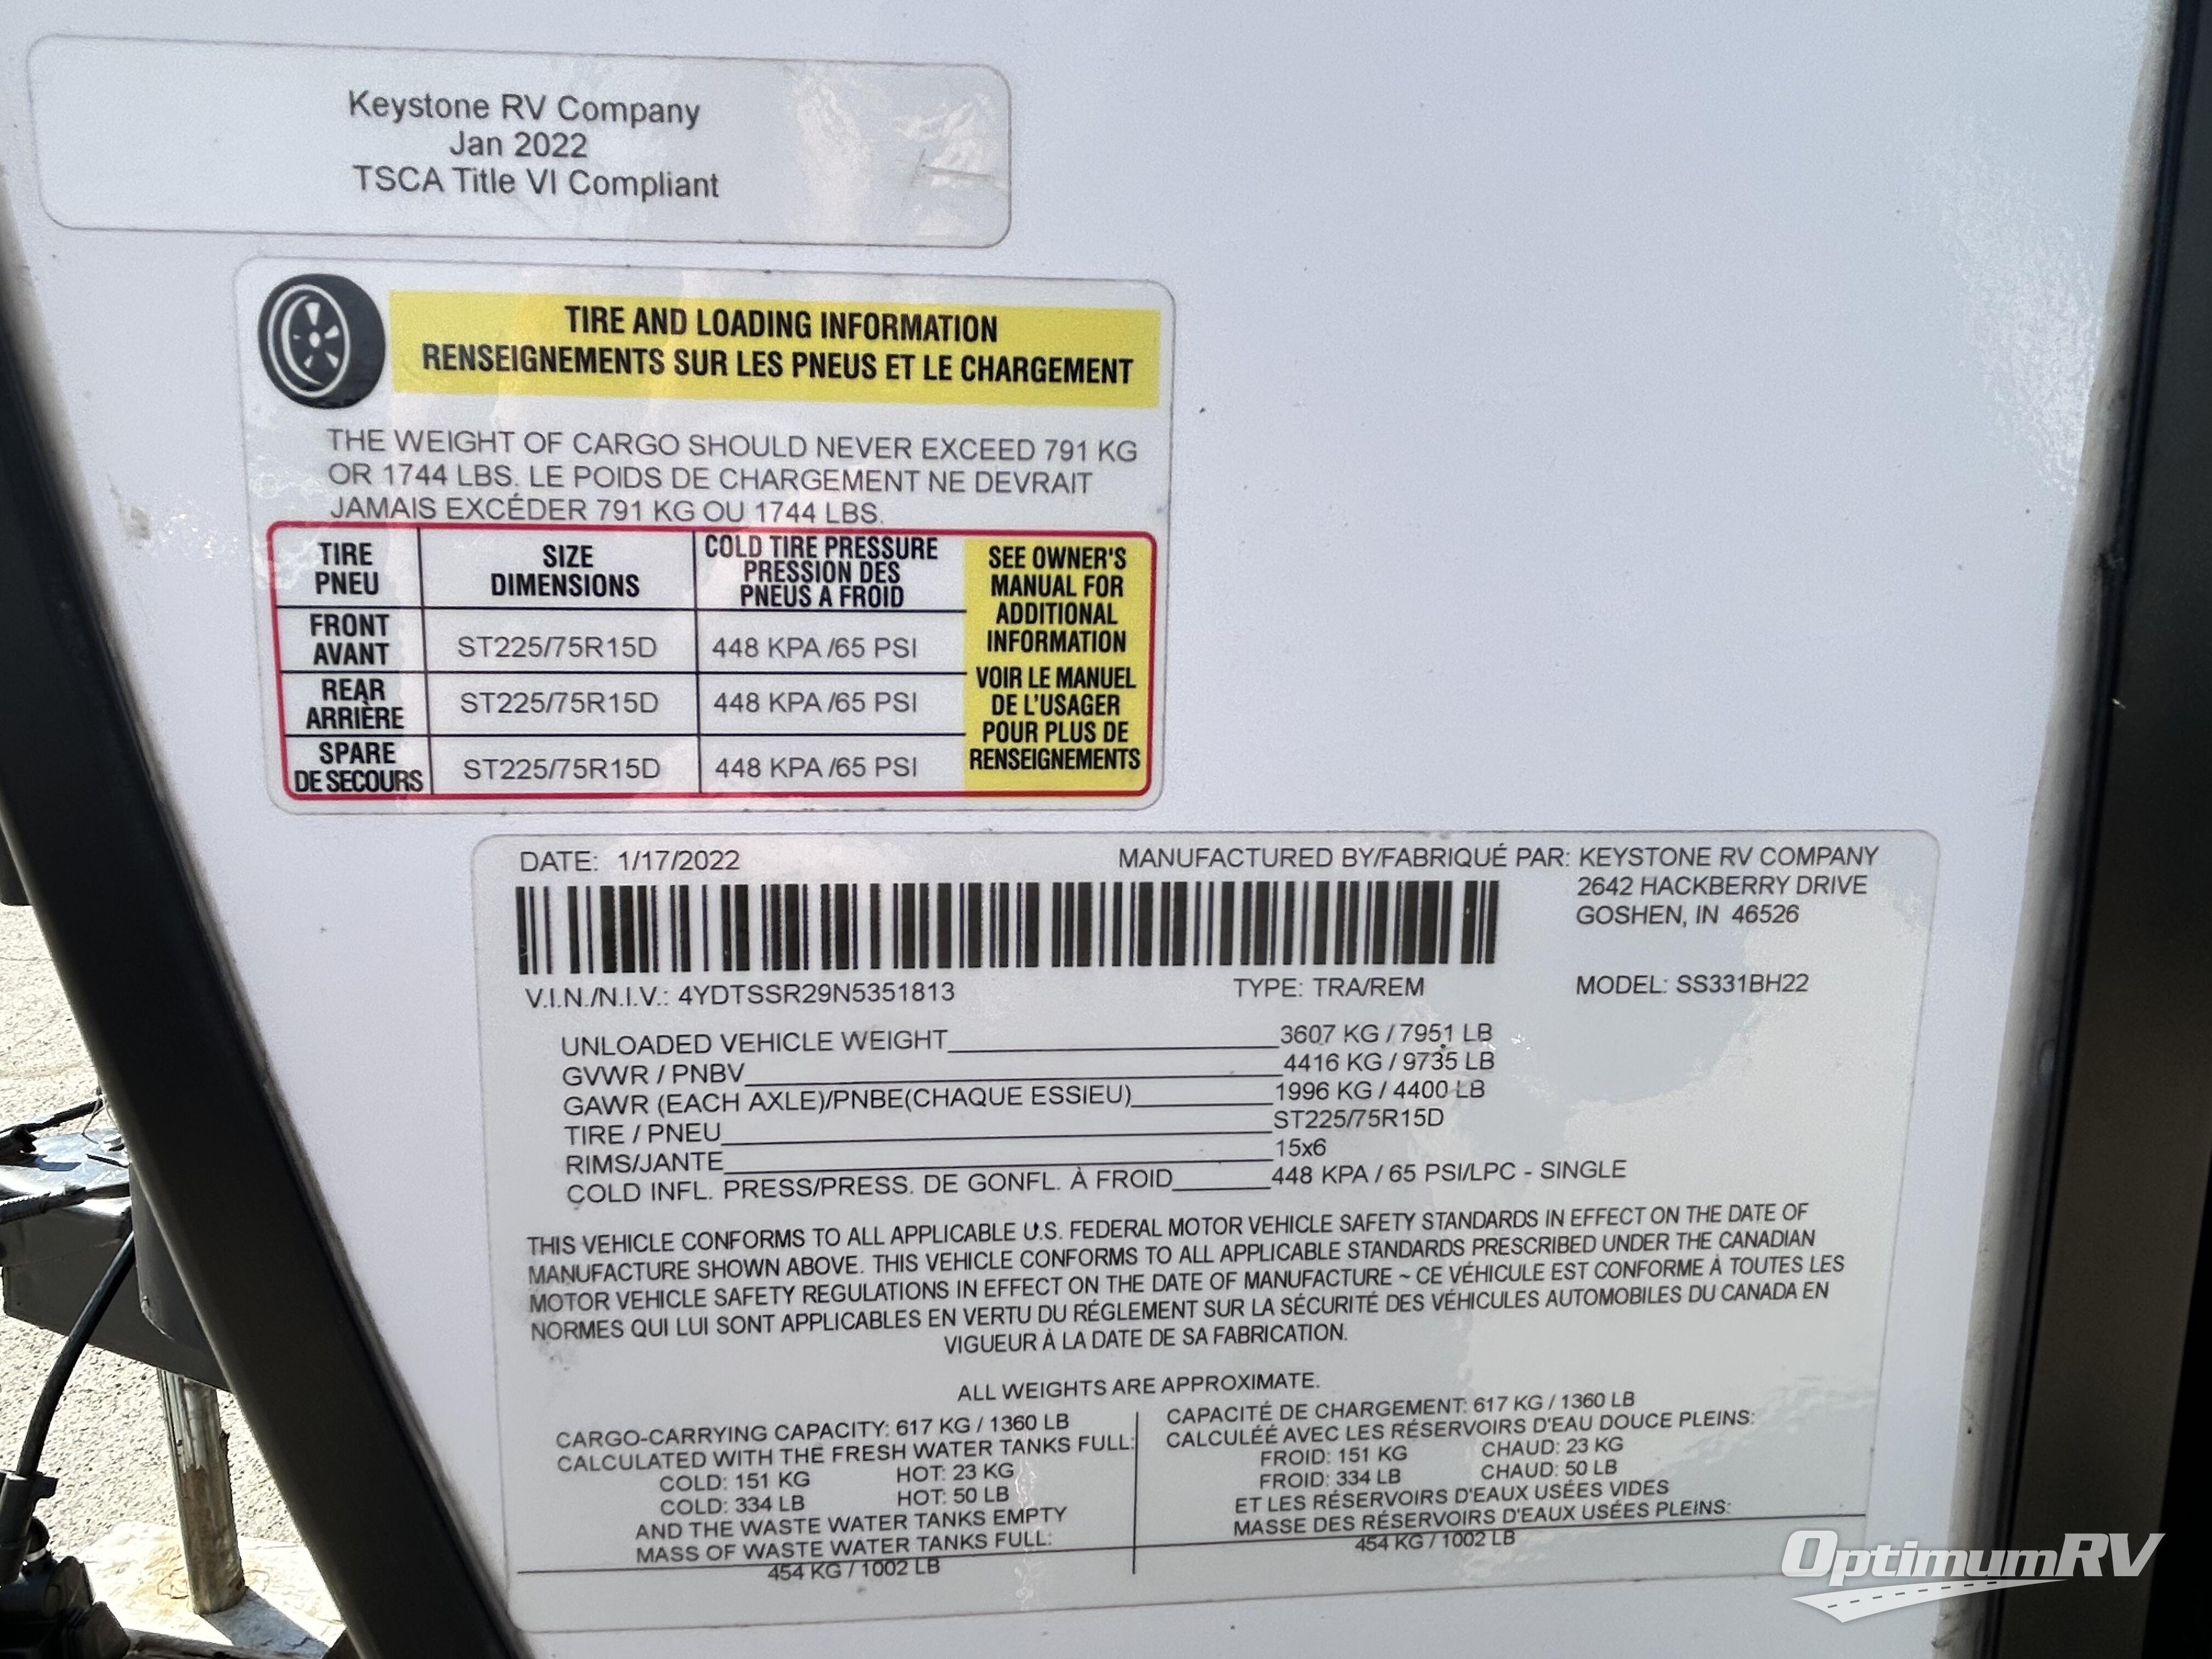 Keystone RV Company
Jan 2022
TSCA Title VI Compliant
TIRE AND LOADING INFORMATION
RENSEIGNEMENTS SUR LES PNEUS ET LE CHARGEMENT
THE WEIGHT OF CARGO SHOULD NEVER EXCEED 791 KG
OR 1744 LBS. LE POIDS DE CHARGEMENT NE DEVRAIT
JAMAIS EXCÉDER 791 KG OU 1744 LBS.
TIRE
PNEU
SIZE
DIMENSIONS
COLD TIRE PRESSURE
PRESSION DES
PNEUS A FROID
FRONT
AVANT
ST225/75R15D
448 KPA /65 PSI
REAR
ARRIÈRE
ST225/75R15D
448 KPA /65 PSI
SPARE
DE SECOURS
ST225/75R15D
448 KPA /65 PSI
SEE OWNER'S
MANUAL FOR
ADDITIONAL
INFORMATION
VOIR LE MANUEL
DE L'USAGER
POUR PLUS DE
RENSEIGNEMENTS
DATE: 1/17/2022
MANUFACTURED BY/FABRIQUÉ PAR: KEYSTONE RV COMPANY
2642 HACKBERRY DRIVE
GOSHEN, IN 46526
V.I.N./N.I.V.: 4YDTSSR29N5351813
TYPE: TRA/REM
MODEL: SS331BH22
UNLOADED VEHICLE WEIGHT 3607 KG / 7951 LB
GVWR / PNBV 4416 KG / 9735 LB
GAWR (EACH AXLE)/PNBE(CHAQUE ESSIEU) 1996 KG / 4400 LB
TIRE / PNEU ST225/75R15D
RIMS/JANTE 15x6
COLD INFL. PRESS/PRESS. DE GONFL. À FROID 448 KPA / 65 PSI/LPC - SINGLE
THIS VEHICLE CONFORMS TO ALL APPLICABLE U.S. FEDERAL MOTOR VEHICLE SAFETY STANDARDS IN EFFECT ON THE DATE OF
MANUFACTURE SHOWN ABOVE. THIS VEHICLE CONFORMS TO ALL APPLICABLE STANDARDS PRESCRIBED UNDER THE CANADIAN
MOTOR VEHICLE SAFETY REGULATIONS IN EFFECT ON THE DATE OF MANUFACTURE ~ CE VÉHICULE EST CONFORME À TOUTES LES
NORMES QUI LUI SONT APPLICABLES EN VERTU DU RÉGLEMENT SUR LA SÉCURITÉ DES VÉHICULES AUTOMOBILES DU CANADA EN
VIGUEUR À LA DATE DE SA FABRICATION.
ALL WEIGHTS ARE APPROXIMATE.
CARGO-CARRYING CAPACITY: 617 KG / 1360 LB
CALCULATED WITH THE FRESH WATER TANKS FULL:
COLD: 151 KG HOT: 23 KG
COLD: 334 LB HOT: 50 LB
AND THE WASTE WATER TANKS EMPTY
MASS OF WASTE WATER TANKS FULL:
454 KG / 1002 LB
CAPACITÉ DE CHARGEMENT: 617 KG / 1360 LB
CALCULÉÉ AVEC LES RÉSERVOIRS D'EAU DOUCE PLEINS:
FROID: 151 KG CHAUD: 23 KG
FROID: 334 LB CHAUD: 50 LB
ET LES RÉSERVOIRS D'EAUX USÉES VIDES
MASSE DES RÉSERVOIRS D'EAUX USÉES PLEINS:
454 KG / 1002 LB
OptimumRV